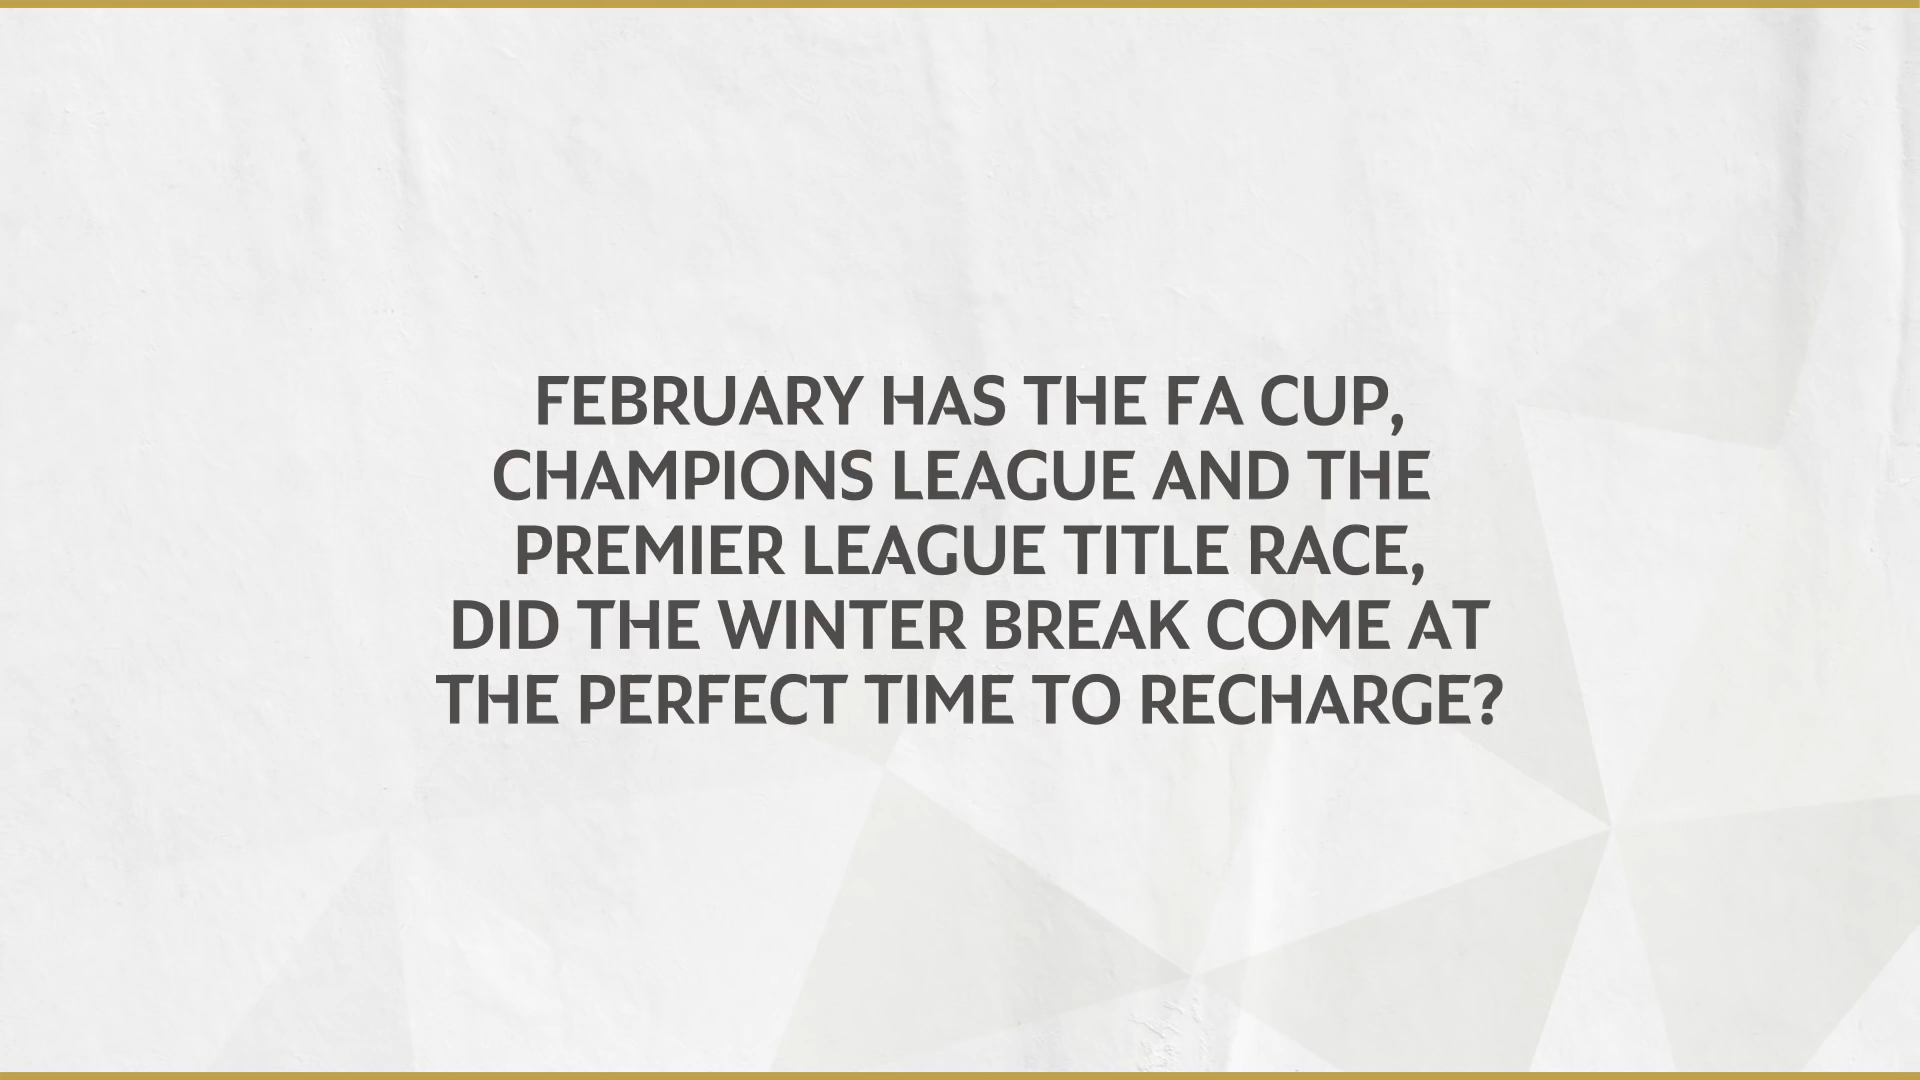 FEBRUARY HAS THE FA CUP,
CHAMPIONS LEAGUE AND THE
PREMIER LEAGUE TITLE RACE,
DID THE WINTER BREAK COME AT
THE PERFECT TIME TO RECHARGE?